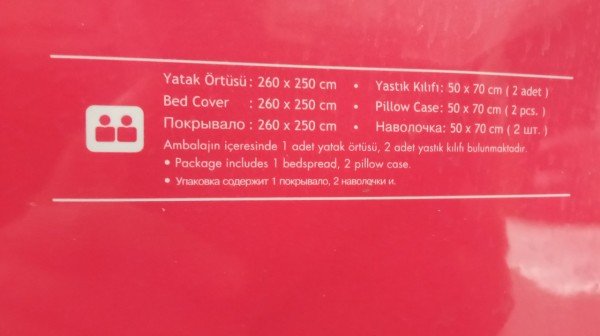 Yatak Örtüsü : 260 x 250 cm • Yastık Kılıfı: 50 x 70 cm ( 2 adet )
Bed Cover : 260 x 250 cm • Pillow Case: 50 x 70 cm ( 2 pcs. )
Покрывало : 260 x 250 cm • Наволочка: 50 x 70 cm ( 2 шт. )
Ambalajın içeresinde 1 adet yatak örtüsü, 2 adet yastık kılıfı bulunmaktadır.
• Package includes 1 bedspread, 2 pillow case.
• Упаковка содержит 1 покрывало, 2 наволочки и.